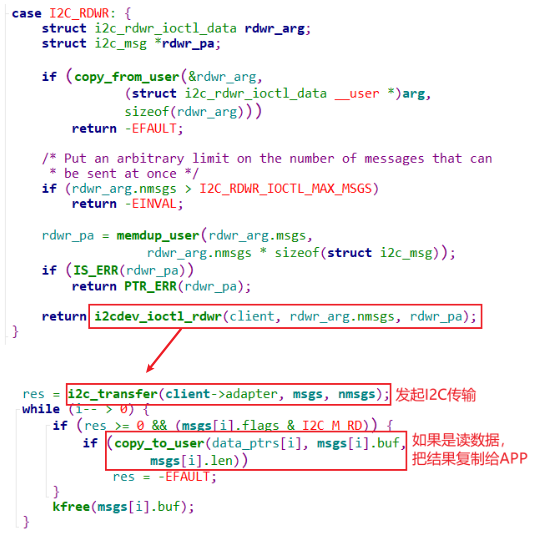 case I2C_RDWR: {
struct i2c_rdwr_ioctl_data rdwr_arg;
struct i2c_msg *rdwr_pa;
if (copy_from_user(&rdwr_arg,
(struct i2c_rdwr_ioctl_data __user *)arg,
sizeof(rdwr_arg)))
return -EFAULT;
/* Put an arbitrary limit on the number of messages that can
* be sent at once */
if (rdwr_arg.nmsgs > I2C_RDWR_IOCTL_MAX_MSGS)
return -EINVAL;
rdwr_pa = memdup_user(rdwr_arg.msgs,
rdwr_arg.nmsgs * sizeof(struct i2c_msg));
if (IS_ERR(rdwr_pa))
return PTR_ERR(rdwr_pa);
return i2cdev_ioctl_rdwr(client, rdwr_arg.nmsgs, rdwr_pa);
}
res = i2c_transfer(client->adapter, msgs, nmsgs); 发起I2C传输
while (i-- > 0) {
if (res >= 0 && (msgs[i].flags & I2C_M_RD)) {
if (copy_to_user(data_ptrs[i], msgs[i].buf, 如果是读数据，
msgs[i].len)) 把结果复制给APP
res = -EFAULT;
}
kfree(msgs[i].buf);
}